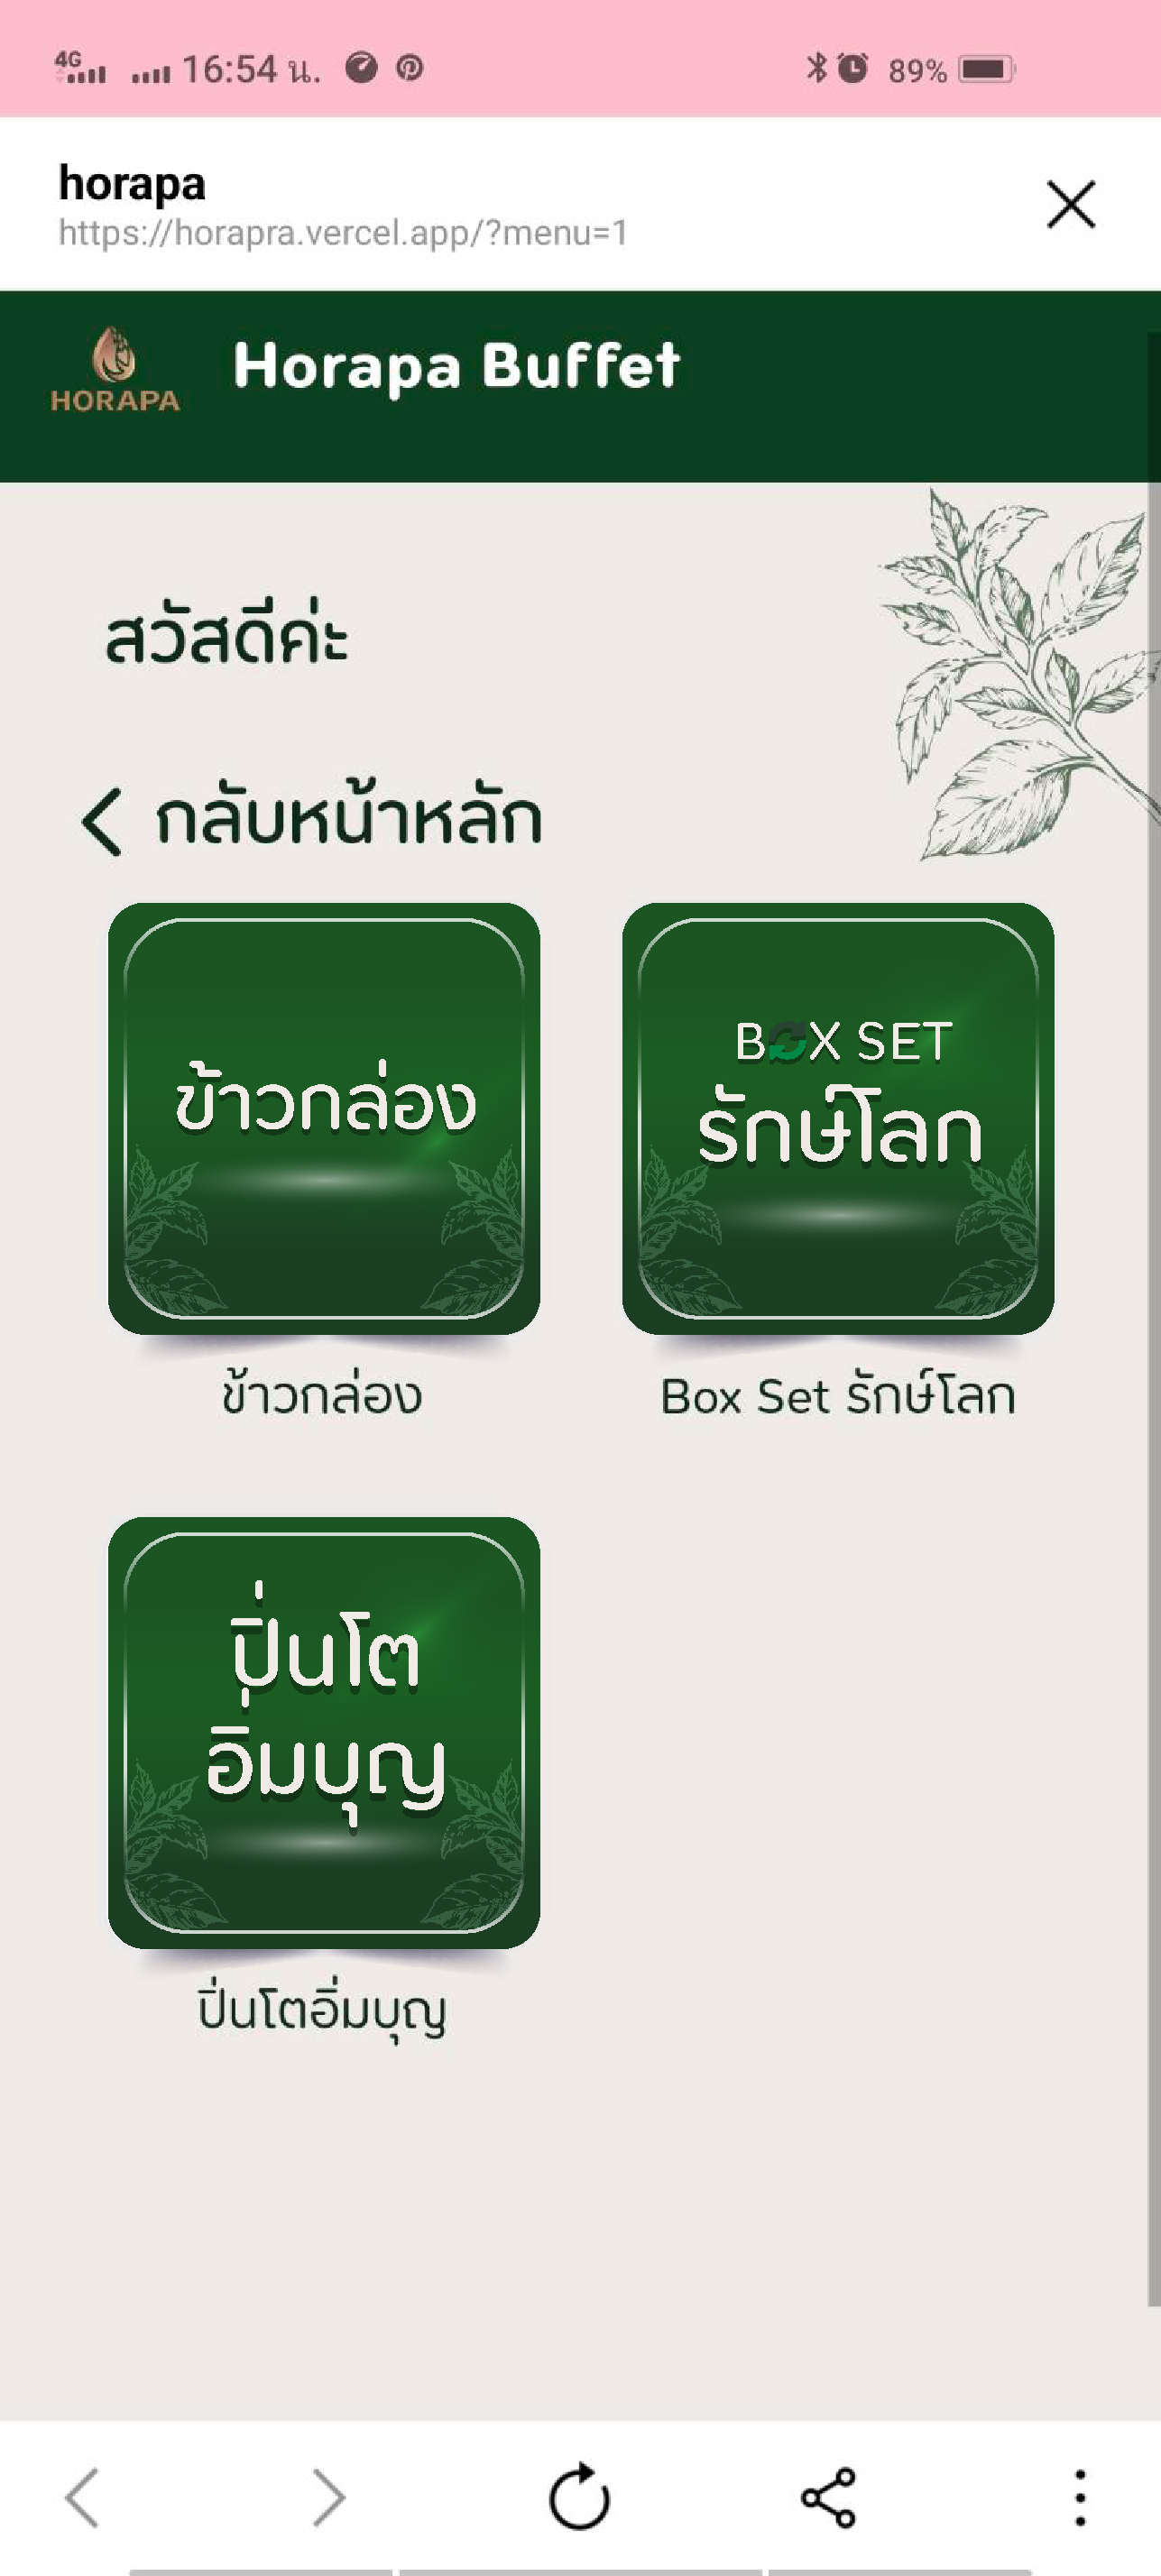 4G 16:54 น. 89%
horapa
https://horapra.vercel.app/?menu=1
HORAPA
Horapa Buffet
สวัสดีค่ะ
กลับหน้าหลัก
ข้าวกล่อง
BOX SET
รักษ์โลก
ข้าวกล่อง
Box Set รักษ์โลก
ปิ่นโต
อิ่มบุญ
ปิ่นโตอิ่มบุญ